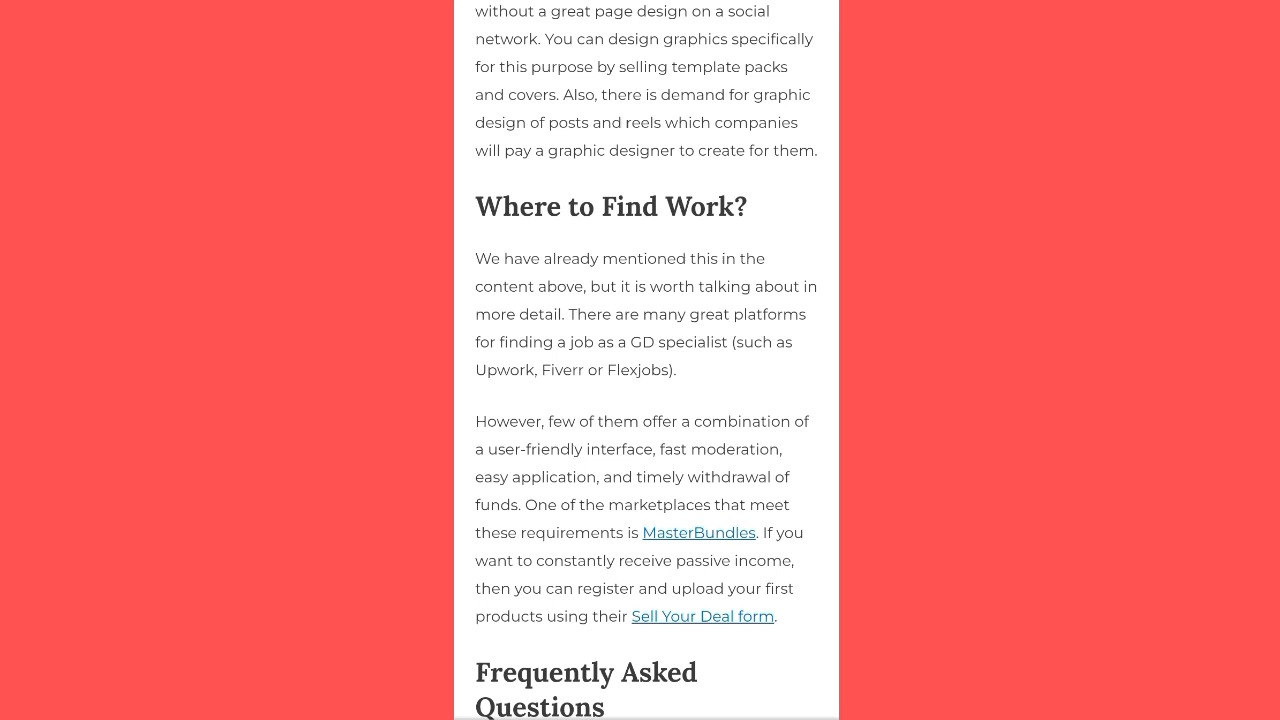 without a great page design on a social
network. You can design graphics specifically
for this purpose by selling template packs
and covers. Also, there is demand for graphic
design of posts and reels which companies
will pay a graphic designer to create for them.
Where to Find Work?
We have already mentioned this in the
content above, but it is worth talking about in
more detail. There are many great platforms
for finding a job as a GD specialist (such as
Upwork, Fiverr or Flexjobs).
However, few of them offer a combination of
a user-friendly interface, fast moderation,
easy application, and timely withdrawal of
funds. One of the marketplaces that meet
these requirements is MasterBundles. If you
want to constantly receive passive income,
then you can register and upload your first
products using their Sell Your Deal form.
Frequently Asked
Questions